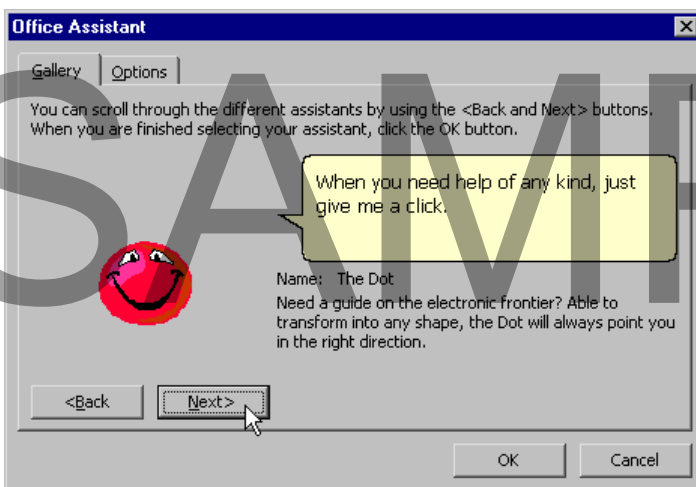 Office Assistant
Gallery Options
You can scroll through the different assistants by using the <Back and Next> buttons.
When you are finished selecting your assistant, click the OK button.
When you need help of any kind, just
give me a click.
Name: The Dot
Need a guide on the electronic frontier? Able to
transform into any shape, the Dot will always point you
in the right direction.
<Back Next>
OK Cancel